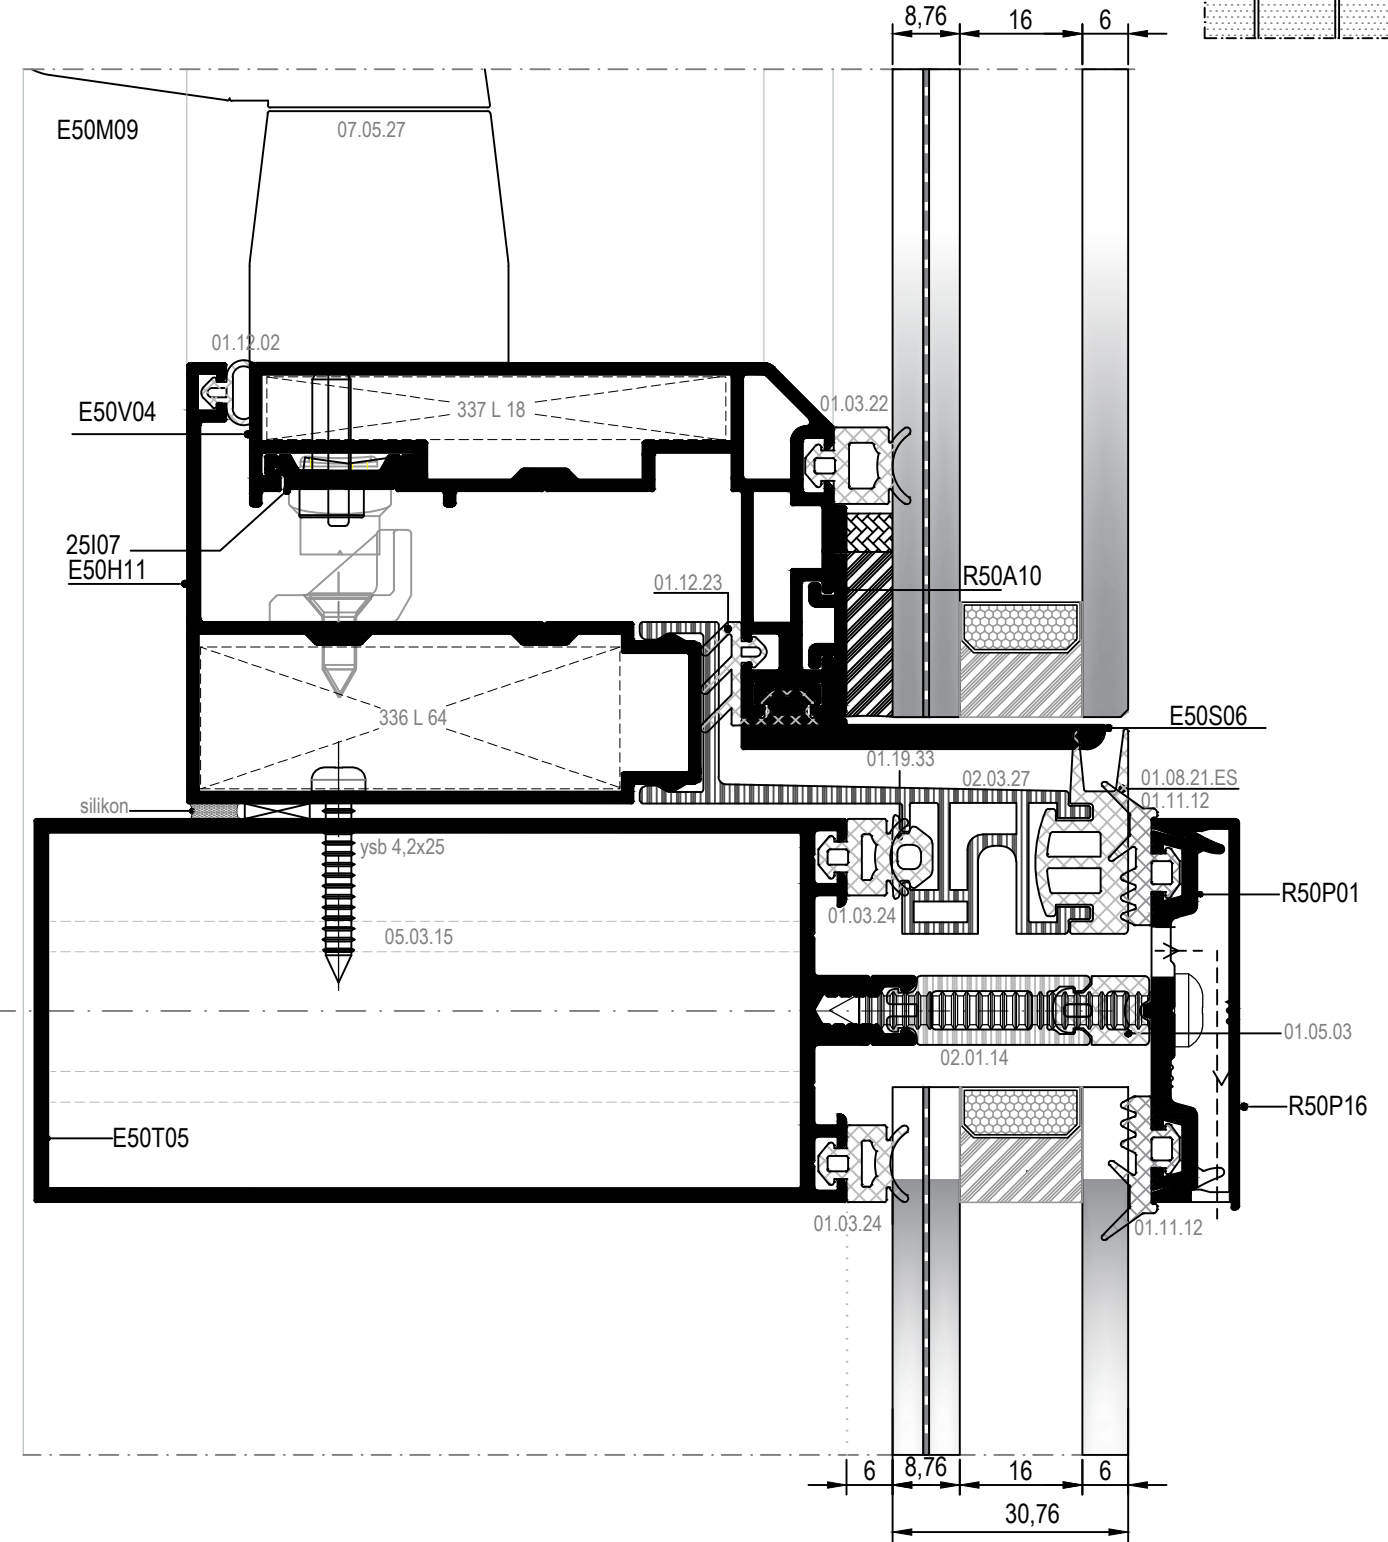 8,76 16 6
E50M09
07.05.27
01.12.02
E50V04
337 L 18
01.03.22
25I07
E50H11
01.12.23
R50A10
336 L 64
E50S06
01.19.33
02.03.27
01.08.21.ES
01.11.12
silikon
ysb 4,2x25
R50P01
01.03.24
05.03.15
01.05.03
02.01.14
R50P16
E50T05
01.03.24
01.11.12
6 8,76 16 6
30,76